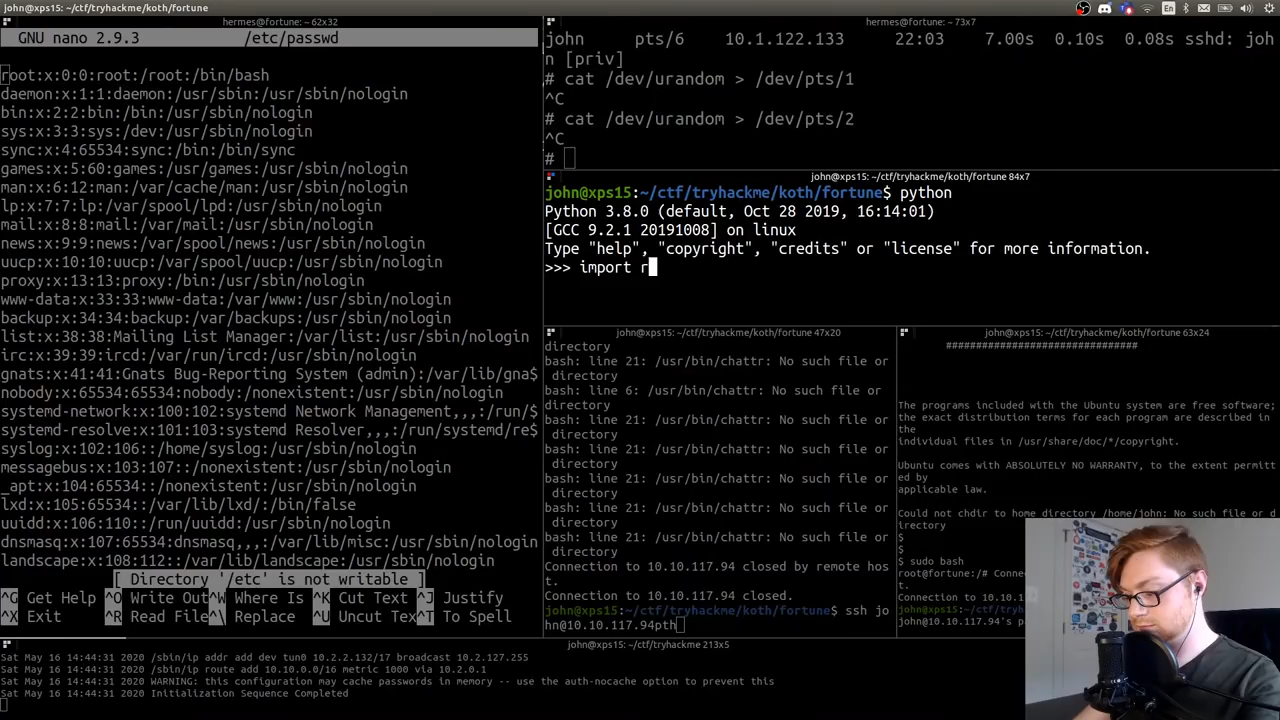 john@xps15: ~/ctf/tryhackme/koth/fortune
En
hermes@fortune: ~ 62x32
GNU nano 2.9.3 /etc/passwd
root:x:0:0:root:/root:/bin/bash
daemon:x:1:1:daemon:/usr/sbin:/usr/sbin/nologin
bin:x:2:2:bin:/bin:/usr/sbin/nologin
sys:x:3:3:sys:/dev:/usr/sbin/nologin
sync:x:4:65534:sync:/bin:/bin/sync
games:x:5:60:games:/usr/games:/usr/sbin/nologin
man:x:6:12:man:/var/cache/man:/usr/sbin/nologin
lp:x:7:7:lp:/var/spool/lpd:/usr/sbin/nologin
mail:x:8:8:mail:/var/mail:/usr/sbin/nologin
news:x:9:9:news:/var/spool/news:/usr/sbin/nologin
uucp:x:10:10:uucp:/var/spool/uucp:/usr/sbin/nologin
proxy:x:13:13:proxy:/bin:/usr/sbin/nologin
www-data:x:33:33:www-data:/var/www:/usr/sbin/nologin
backup:x:34:34:backup:/var/backups:/usr/sbin/nologin
list:x:38:38:Mailing List Manager:/var/list:/usr/sbin/nologin
irc:x:39:39:ircd:/var/run/ircd:/usr/sbin/nologin
gnats:x:41:41:Gnats Bug-Reporting System (admin):/var/lib/gna$
nobody:x:65534:65534:nobody:/nonexistent:/usr/sbin/nologin
systemd-network:x:100:102:systemd Network Management,,,:/run/$
systemd-resolve:x:101:103:systemd Resolver,,,:/run/systemd/re$
syslog:x:102:106::/home/syslog:/usr/sbin/nologin
messagebus:x:103:107::/nonexistent:/usr/sbin/nologin
_apt:x:104:65534::/nonexistent:/usr/sbin/nologin
lxd:x:105:65534::/var/lib/lxd/:/bin/false
uuidd:x:106:110::/run/uuidd:/usr/sbin/nologin
dnsmasq:x:107:65534:dnsmasq,,,:/var/lib/misc:/usr/sbin/nologin
landscape:x:108:112::/var/lib/landscape:/usr/sbin/nologin
[ Directory '/etc' is not writable ]
^G Get Help ^O Write Out ^W Where Is ^K Cut Text ^J Justify
^X Exit ^R Read File ^\ Replace ^U Uncut Tex ^T To Spell
hermes@fortune: ~ 73x7
john pts/6 10.1.122.133 22:03 7.00s 0.10s 0.08s sshd: joh
n [priv]
# cat /dev/urandom > /dev/pts/1
^C
# cat /dev/urandom > /dev/pts/2
^C
#
john@xps15: ~/ctf/tryhackme/koth/fortune 84x7
john@xps15:~/ctf/tryhackme/koth/fortune$ python
Python 3.8.0 (default, Oct 28 2019, 16:14:01)
[GCC 9.2.1 20191008] on linux
Type "help", "copyright", "credits" or "license" for more information.
>>> import r
john@xps15: ~/ctf/tryhackme/koth/fortune 47x20
directory
bash: line 21: /usr/bin/chattr: No such file or
directory
bash: line 6: /usr/bin/chattr: No such file or
directory
bash: line 21: /usr/bin/chattr: No such file or
directory
bash: line 21: /usr/bin/chattr: No such file or
directory
bash: line 21: /usr/bin/chattr: No such file or
directory
bash: line 21: /usr/bin/chattr: No such file or
directory
bash: line 21: /usr/bin/chattr: No such file or
directory
Connection to 10.10.117.94 closed by remote hos
t.
Connection to 10.10.117.94 closed.
john@xps15:~/ctf/tryhackme/koth/fortune$ ssh jo
hn@10.10.117.94pth
john@xps15: ~/ctf/tryhackme/koth/fortune 63x24
################################
The programs included with the Ubuntu system are free software;
the exact distribution terms for each program are described in
the
individual files in /usr/share/doc/*/copyright.
Ubuntu comes with ABSOLUTELY NO WARRANTY, to the extent permitt
ed by
applicable law.
Could not chdir to home directory /home/john: No such file or d
irectory
$
$
$ sudo bash
root@fortune:/# Connec
t.
Connection to 10.10.1
john@xps15:~/ctf/tryh
john@10.10.117.94's p
john@xps15: ~/ctf/tryhackme/koth/fortune 213x5
Sat May 16 14:44:31 2020 /sbin/ip addr add dev tun0 10.2.2.132/17 broadcast 10.2.127.255
Sat May 16 14:44:31 2020 /sbin/ip route add 10.10.0.0/16 metric 1000 via 10.2.0.1
Sat May 16 14:44:31 2020 WARNING: this configuration may cache passwords in memory -- use the auth-nocache option to prevent this
Sat May 16 14:44:31 2020 Initialization Sequence Completed